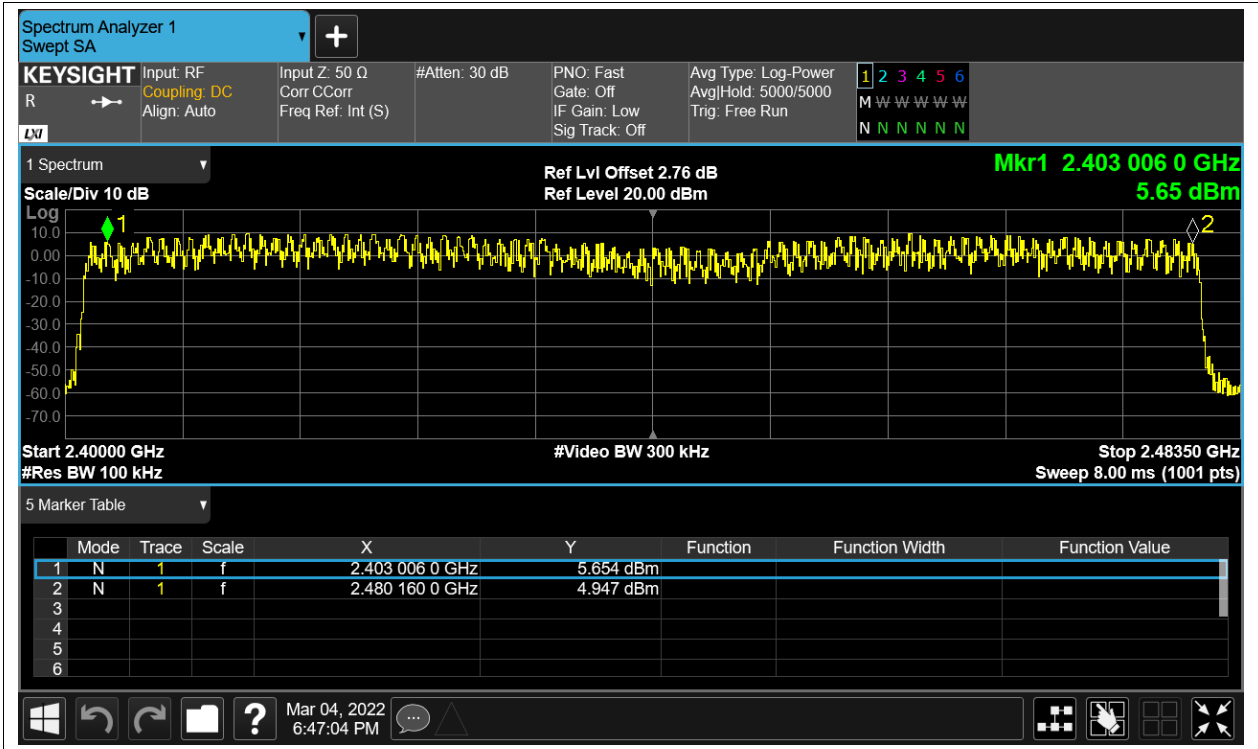 Spectrum Analyzer 1
Swept SA
+
KEYSIGHT Input: RF Input Z: 50 Ω #Atten: 30 dB PNO: Fast Avg Type: Log-Power 1 2 3 4 5 6
R Coupling: DC Corr CCorr Gate: Off Avg|Hold: 5000/5000 M W W W W W
Align: Auto Freq Ref: Int (S) IF Gain: Low Trig: Free Run
LXI Sig Track: Off N N N N N N
1 Spectrum Ref Lvl Offset 2.76 dB Mkr1 2.403 006 0 GHz
Scale/Div 10 dB Ref Level 20.00 dBm 5.65 dBm
Log
1 2
10.0
0.00
-10.0
-20.0
-30.0
-40.0
-50.0
-60.0
-70.0
Start 2.40000 GHz #Video BW 300 kHz Stop 2.48350 GHz
#Res BW 100 kHz Sweep 8.00 ms (1001 pts)
5 Marker Table
Mode Trace Scale X Y Function Function Width Function Value
1 N 1 f 2.403 006 0 GHz 5.654 dBm
2 N 1 f 2.480 160 0 GHz 4.947 dBm
3
4
5
6
? Mar 04, 2022
6:47:04 PM